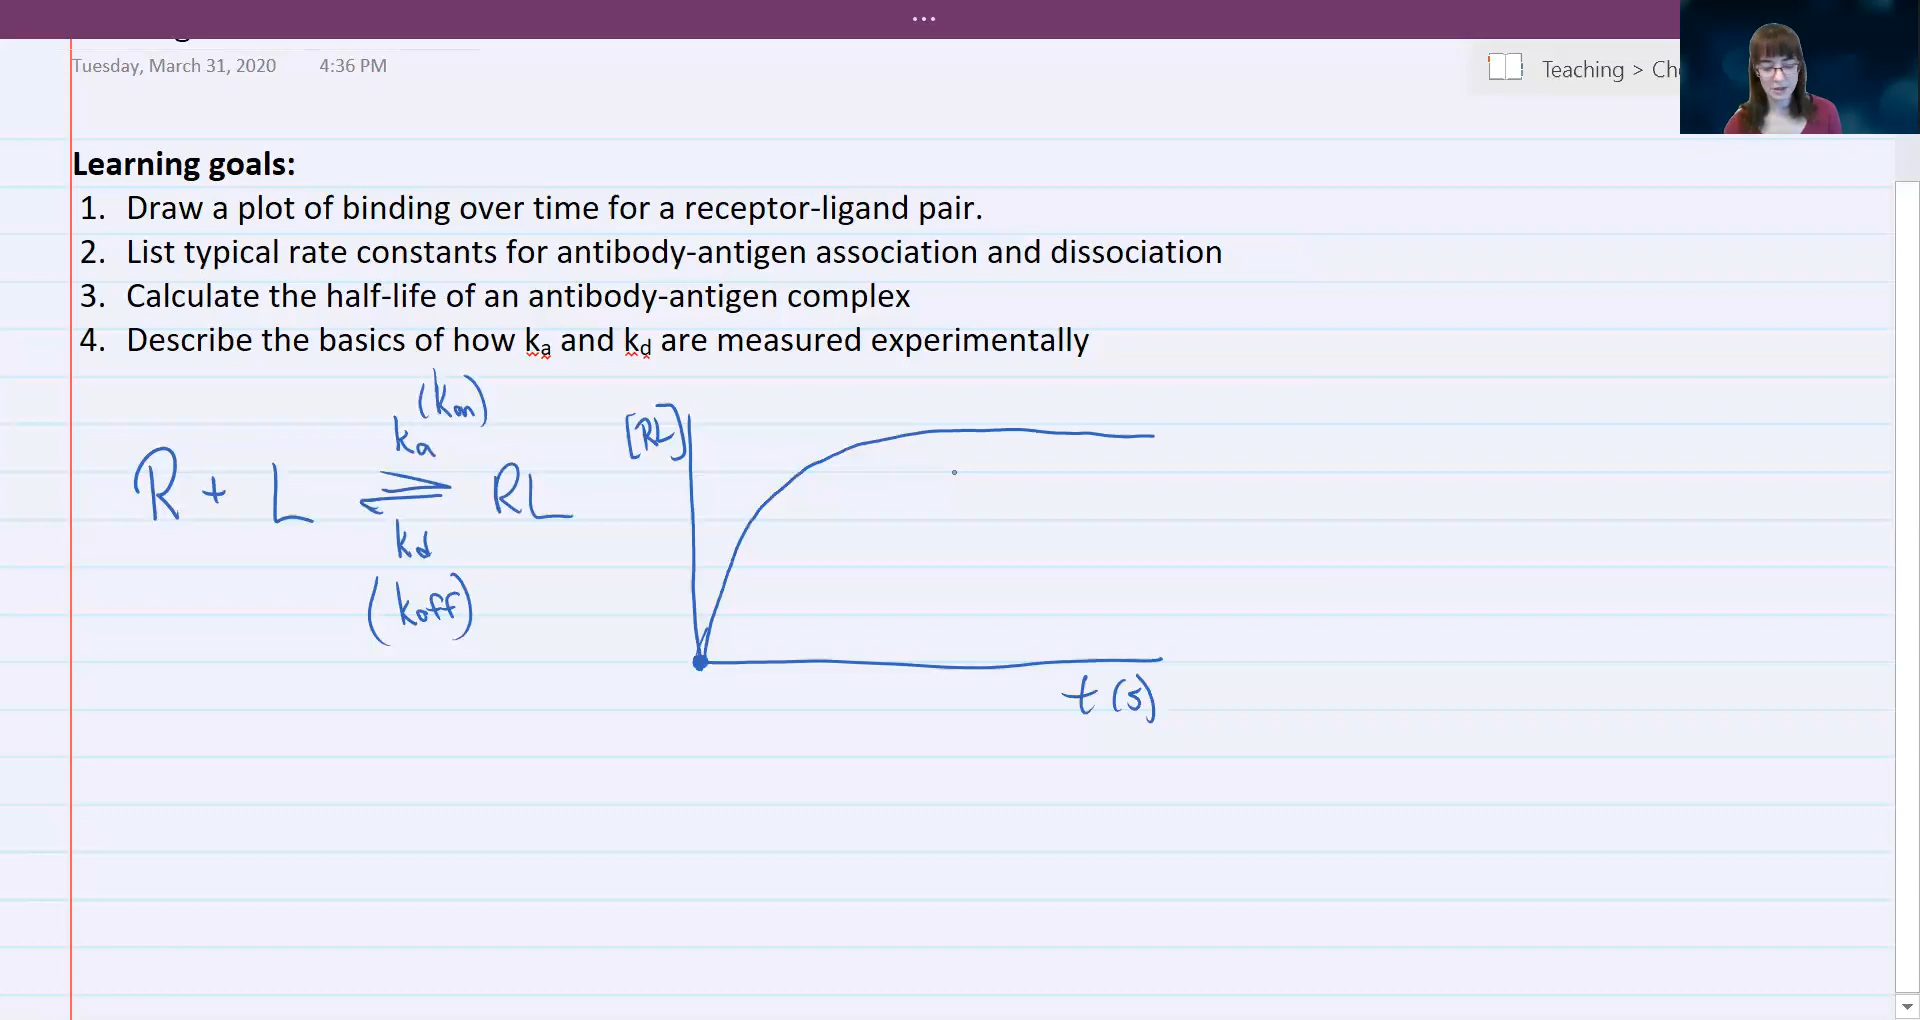 ...
Tuesday, March 31, 2020 4:36 PM
Teaching > Ch
Learning goals:
1. Draw a plot of binding over time for a receptor-ligand pair.
2. List typical rate constants for antibody-antigen association and dissociation
3. Calculate the half-life of an antibody-antigen complex
4. Describe the basics of how ka and kd are measured experimentally
(kon)
ka
R + L ⇌ RL
kd
(koff)
[RL]
t (s)